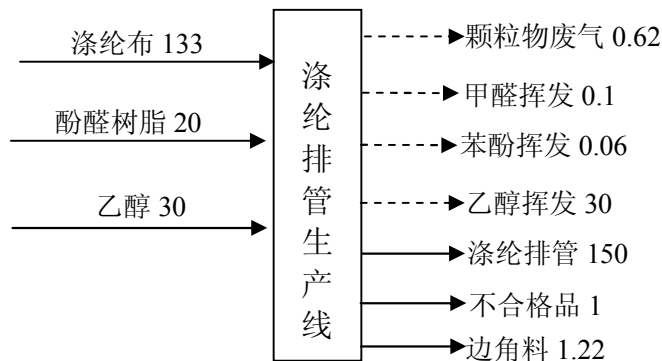 涤纶布 133
酚醛树脂 20
乙醇 30
涤纶排管生产线
颗粒物废气 0.62
甲醛挥发 0.1
苯酚挥发 0.06
乙醇挥发 30
涤纶排管 150
不合格品 1
边角料 1.22